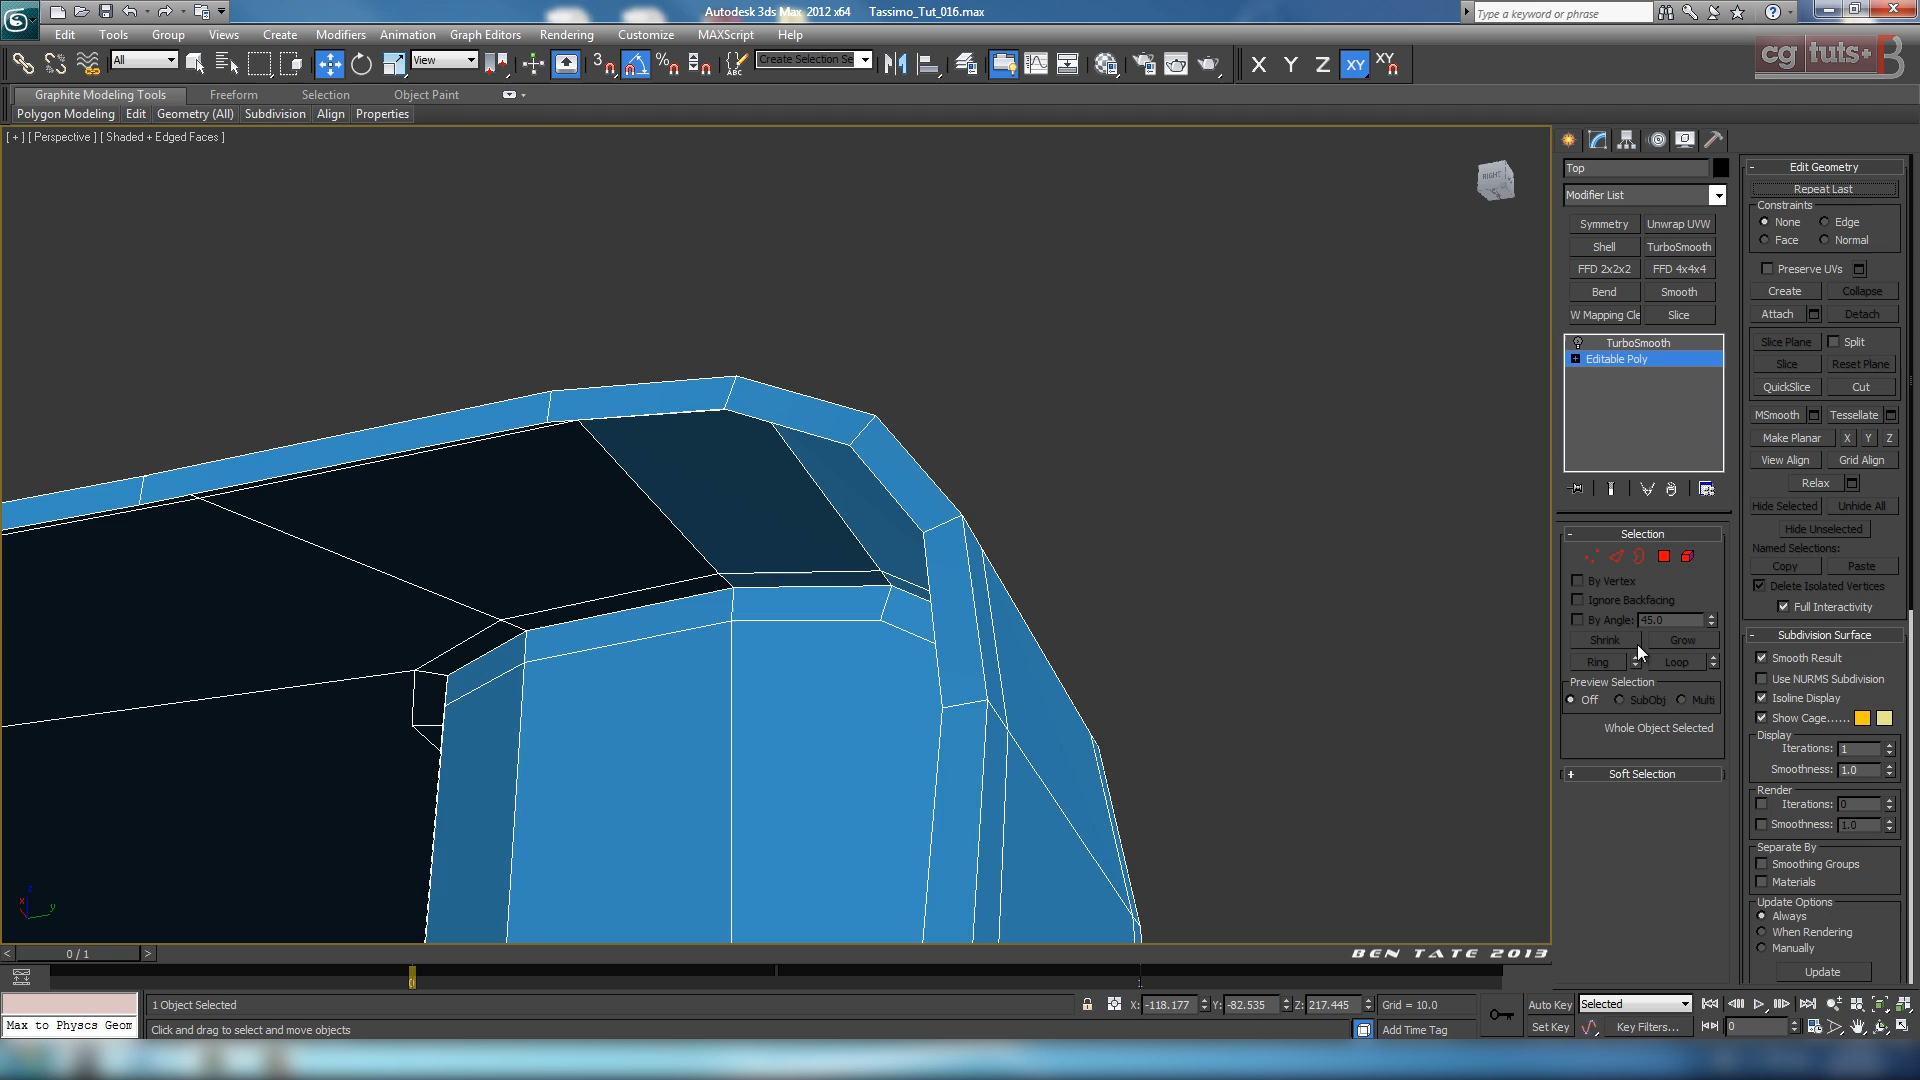 Autodesk 3ds Max 2012 x64 Tassimo_Tut_016.max
Type a keyword or phrase
Edit Tools Group Views Create Modifiers Animation Graph Editors Rendering Customize MAXScript Help
All View 3 % ABC Create Selection Se X Y Z XY XY
cg tuts+
Graphite Modeling Tools Freeform Selection Object Paint
Polygon Modeling Edit Geometry (All) Subdivision Align Properties
[ + ] [ Perspective ] [ Shaded + Edged Faces ]
RIGHT
Top
Modifier List
Symmetry Unwrap UVW
Shell TurboSmooth
FFD 2x2x2 FFD 4x4x4
Bend Smooth
W Mapping Cle Slice
TurboSmooth
Editable Poly
Selection
By Vertex
Ignore Backfacing
By Angle: 45.0
Shrink Grow
Ring Loop
Preview Selection
Off SubObj Multi
Whole Object Selected
Soft Selection
Edit Geometry
Repeat Last
Constraints
None Edge
Face Normal
Preserve UVs
Create Collapse
Attach Detach
Slice Plane Split
Slice Reset Plane
QuickSlice Cut
MSmooth Tessellate
Make Planar X Y Z
View Align Grid Align
Relax
Hide Selected Unhide All
Hide Unselected
Named Selections:
Copy Paste
Delete Isolated Vertices
Full Interactivity
Subdivision Surface
Smooth Result
Use NURMS Subdivision
Isoline Display
Show Cage......
Display
Iterations: 1
Smoothness: 1.0
Render
Iterations: 0
Smoothness: 1.0
Separate By
Smoothing Groups
Materials
Update Options
Always
When Rendering
Manually
Update
z
x y
< 0 / 1 >
BEN TATE 2013
0 1
1 Object Selected X: -118.177 Y: -82.535 Z: 217.445 Grid = 10.0 Auto Key Selected
Max to Physcs Geom Click and drag to select and move objects Add Time Tag Set Key Key Filters... 0